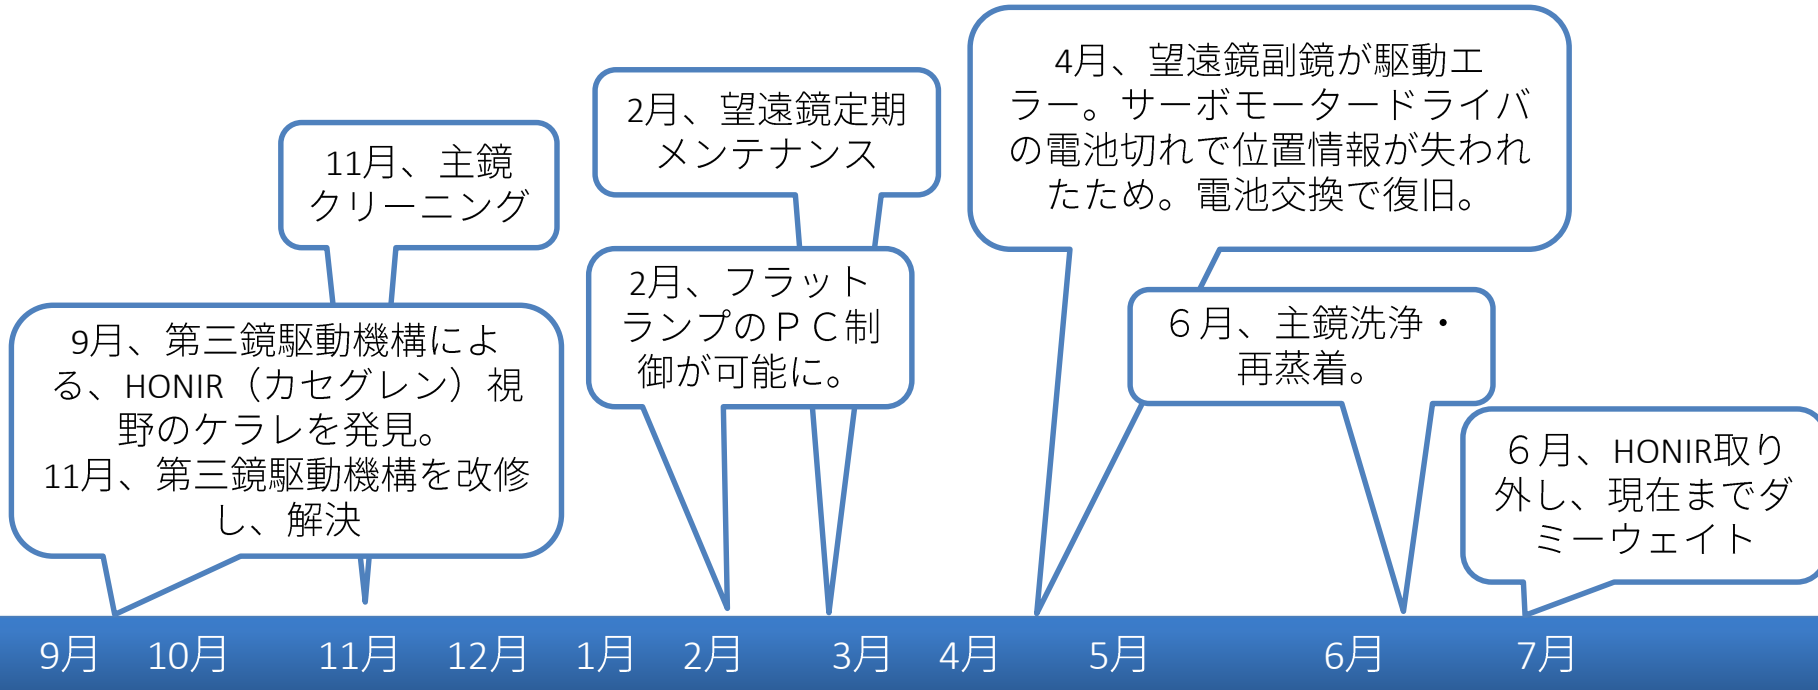 9月、第三鏡駆動機構によ
る、HONIR（カセグレン）視
野のケラレを発見。
11月、第三鏡駆動機構を改修
し、解決
11月、主鏡
クリーニング
2月、望遠鏡定期
メンテナンス
2月、フラット
ランプのＰＣ制
御が可能に。
4月、望遠鏡副鏡が駆動エ
ラー。サーボモータードライバ
の電池切れで位置情報が失われ
たため。電池交換で復旧。
６月、主鏡洗浄・
再蒸着。
６月、HONIR取り
外し、現在までダ
ミーウェイト
9月 10月 11月 12月 1月 2月 3月 4月 5月 6月 7月